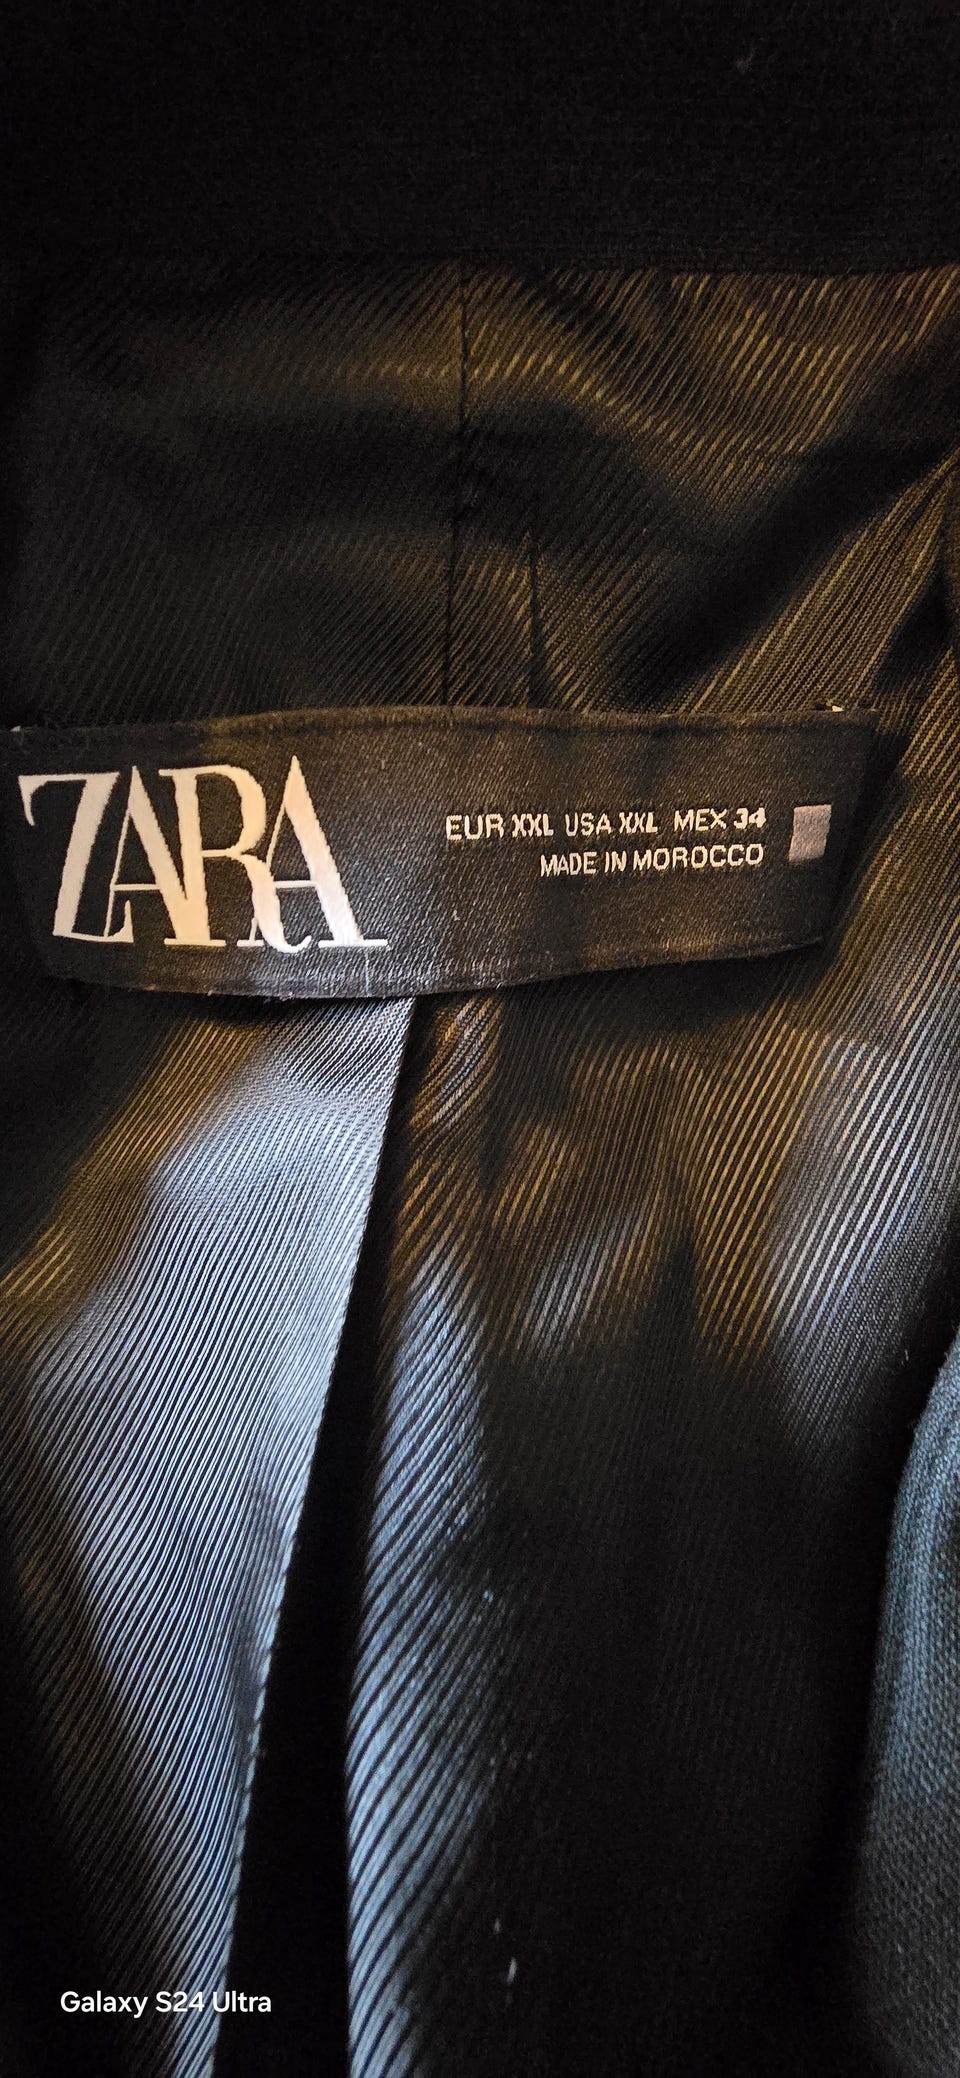 ZARA
EUR XXL USA XXL MEX 34
MADE IN MOROCCO
Galaxy S24 Ultra